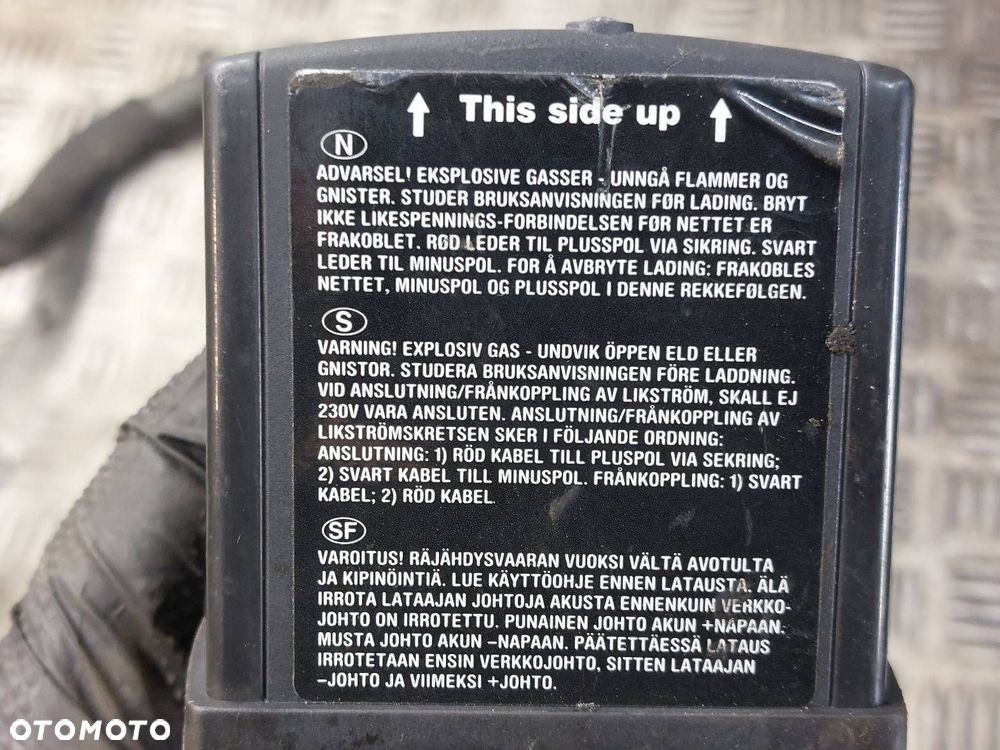 This side up
N
ADVARSEL! EKSPLOSIVE GASSER - UNNGÅ FLAMMER OG
GNISTER. STUDER BRUKSANVISNINGEN FØR LADING. BRYT
IKKE LIKESPENNINGS-FORBINDELSEN FØR NETTET ER
FRAKOBLET. RØD LEDER TIL PLUSSPOL VIA SIKRING. SVART
LEDER TIL MINUSPOL. FOR Å AVBRYTE LADING: FRAKOBLES
NETTET, MINUSPOL OG PLUSSPOL I DENNE REKKEFØLGEN.
S
VARNING! EXPLOSIV GAS - UNDVIK ÖPPEN ELD ELLER
GNISTOR. STUDERA BRUKSANVISNINGEN FÖRE LADDNING.
VID ANSLUTNING/FRÅNKOPPLING AV LIKSTRÖM, SKALL EJ
230V VARA ANSLUTEN. ANSLUTNING/FRÅNKOPPLING AV
LIKSTRÖMSKRETSEN SKER I FÖLJANDE ORDNING:
ANSLUTNING: 1) RÖD KABEL TILL PLUSPOL VIA SEKRING;
2) SVART KABEL TILL MINUSPOL. FRÅNKOPPLING: 1) SVART
KABEL; 2) RÖD KABEL.
SF
VAROITUS! RÄJÄHDYSVAARAN VUOKSI VÄLTÄ AVOTULTA
JA KIPINÖINTIÄ. LUE KÄYTTÖOHJE ENNEN LATAUSTA. ÄLÄ
IRROTA LATAAJAN JOHTOJA AKUSTA ENNENKUIN VERKKO-
JOHTO ON IRROTETTU. PUNAINEN JOHTO AKUN +NAPAAN.
MUSTA JOHTO AKUN –NAPAAN. PÄÄTETTÄESSÄ LATAUS
IRROTETAAN ENSIN VERKKOJOHTO, SITTEN LATAAJAN
–JOHTO JA VIIMEKSI +JOHTO.
OTOMOTO